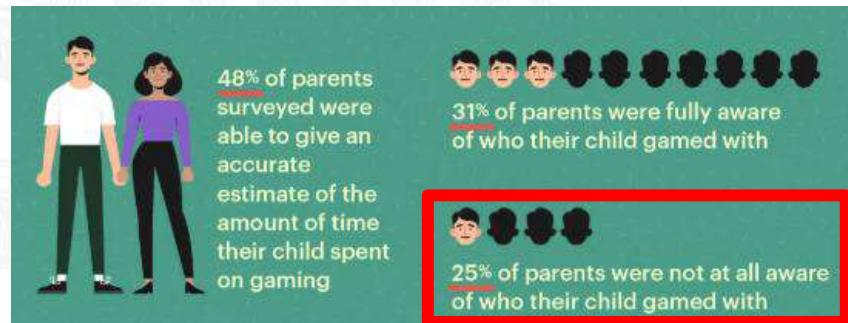 48% of parents
surveyed were
able to give an
accurate
estimate of the
amount of time
their child spent
on gaming
31% of parents were fully aware
of who their child gamed with
25% of parents were not at all aware
of who their child gamed with